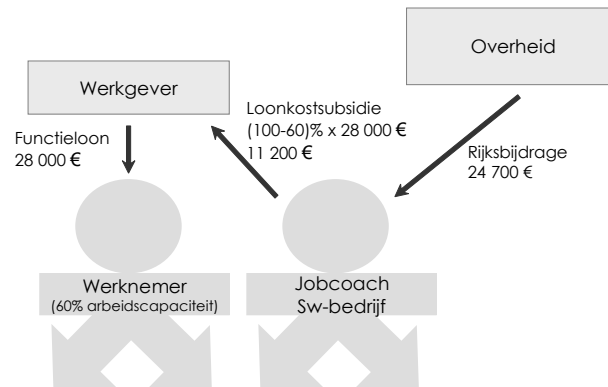 Overheid
Werkgever
Functieloon
28 000 €
Loonkostsubsidie
(100-60)% x 28 000 €
11 200 €
Rijksbijdrage
24 700 €
Werknemer
(60% arbeidscapaciteit)
Jobcoach
Sw-bedrijf